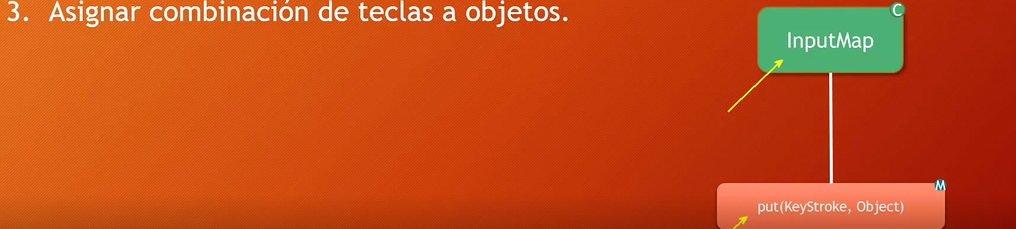 3. Asignar combinación de teclas a objetos.
C
InputMap
M
put(KeyStroke, Object)